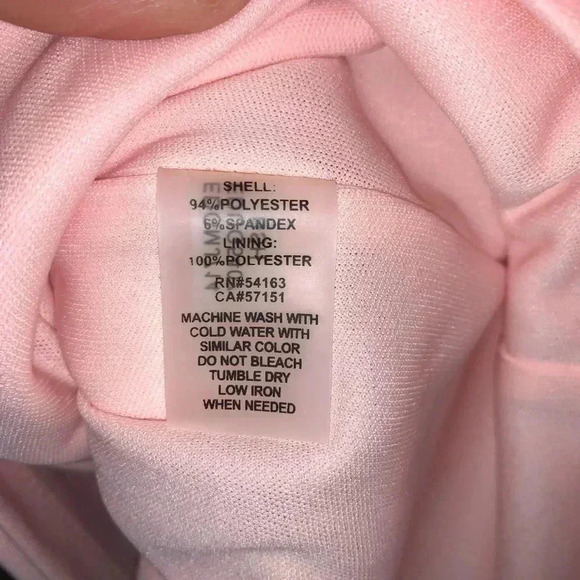 SHELL:
94%POLYESTER
6%SPANDEX
LINING:
100%POLYESTER
RN#54163
CA#57151
MACHINE WASH WITH
COLD WATER WITH
SIMILAR COLOR
DO NOT BLEACH
TUMBLE DRY
LOW IRON
WHEN NEEDED